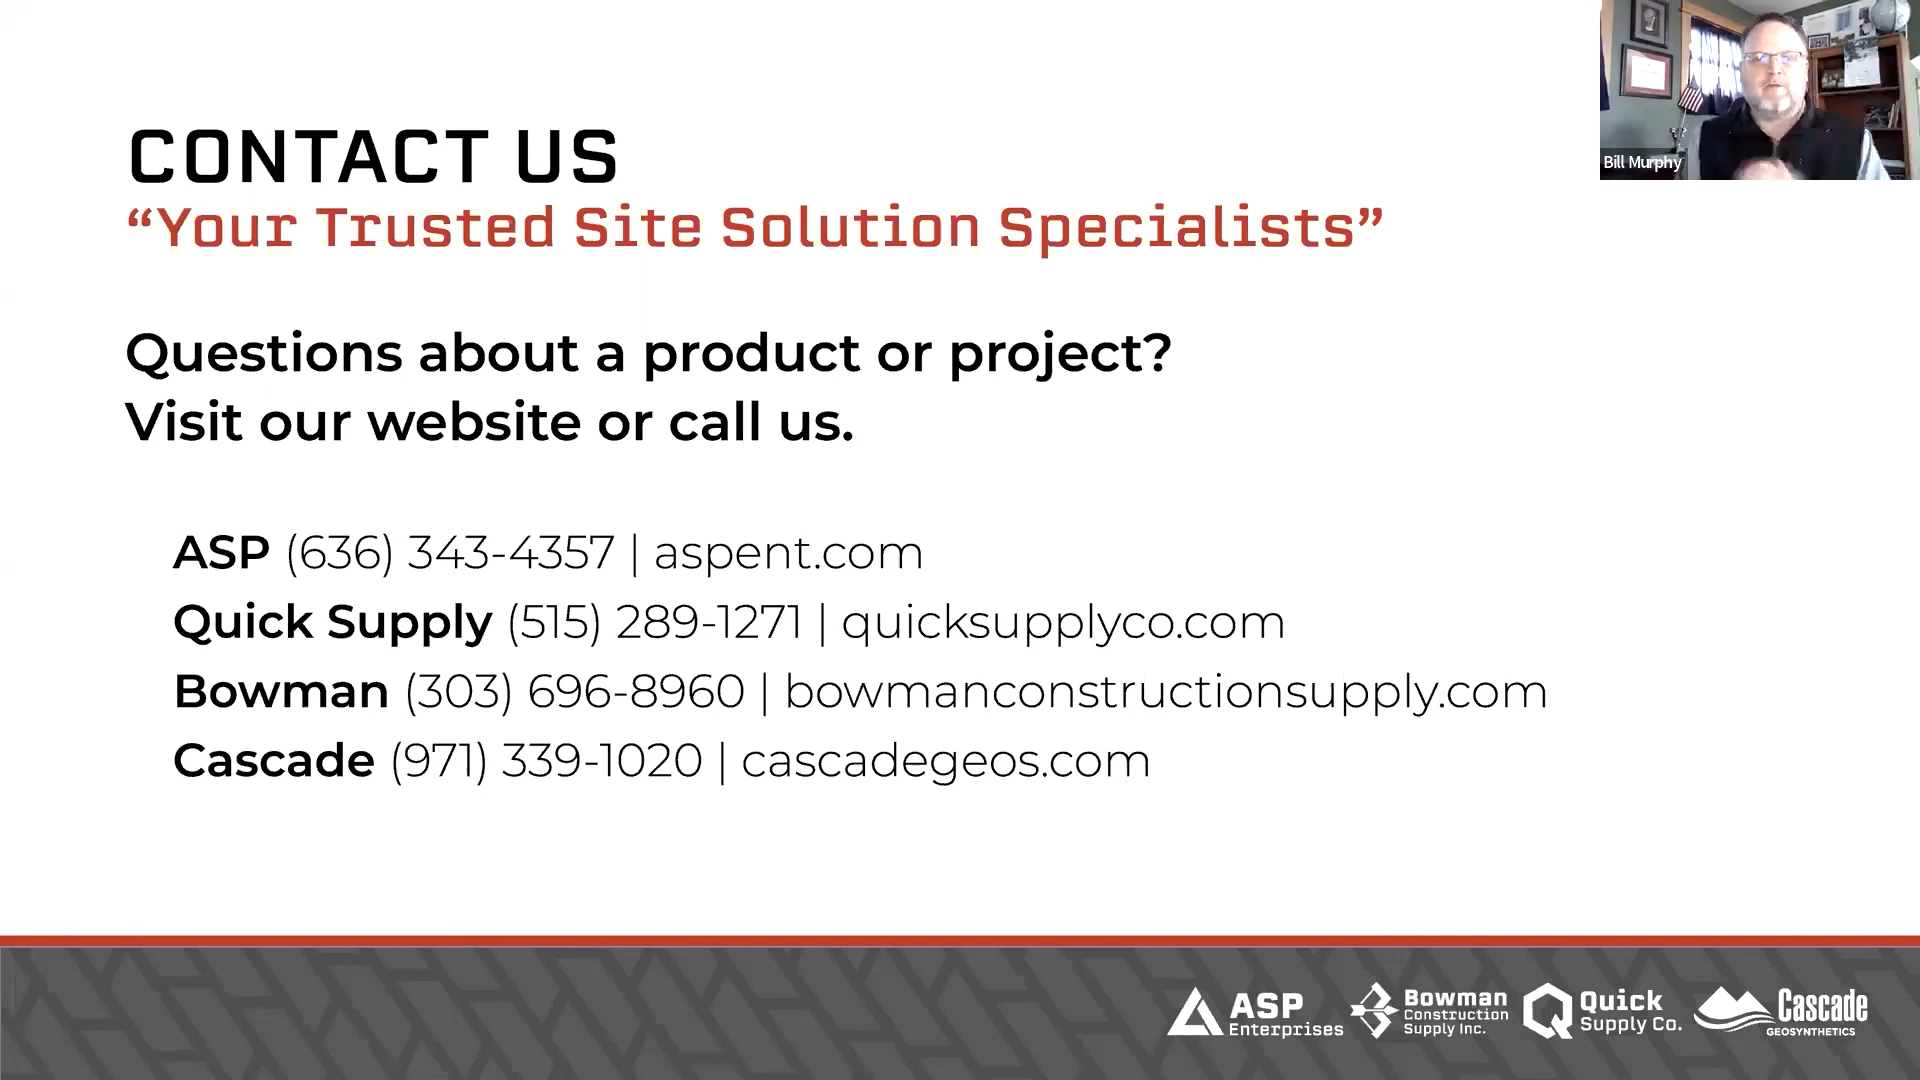 CONTACT US
“Your Trusted Site Solution Specialists”
Questions about a product or project?
Visit our website or call us.
ASP (636) 343-4357 | aspent.com
Quick Supply (515) 289-1271 | quicksupplyco.com
Bowman (303) 696-8960 | bowmanconstructionsupply.com
Cascade (971) 339-1020 | cascadegeos.com
Bill Murphy
ASP
Enterprises
Bowman
Construction
Supply Inc.
Quick
Supply Co.
Cascade
GEOSYNTHETICS